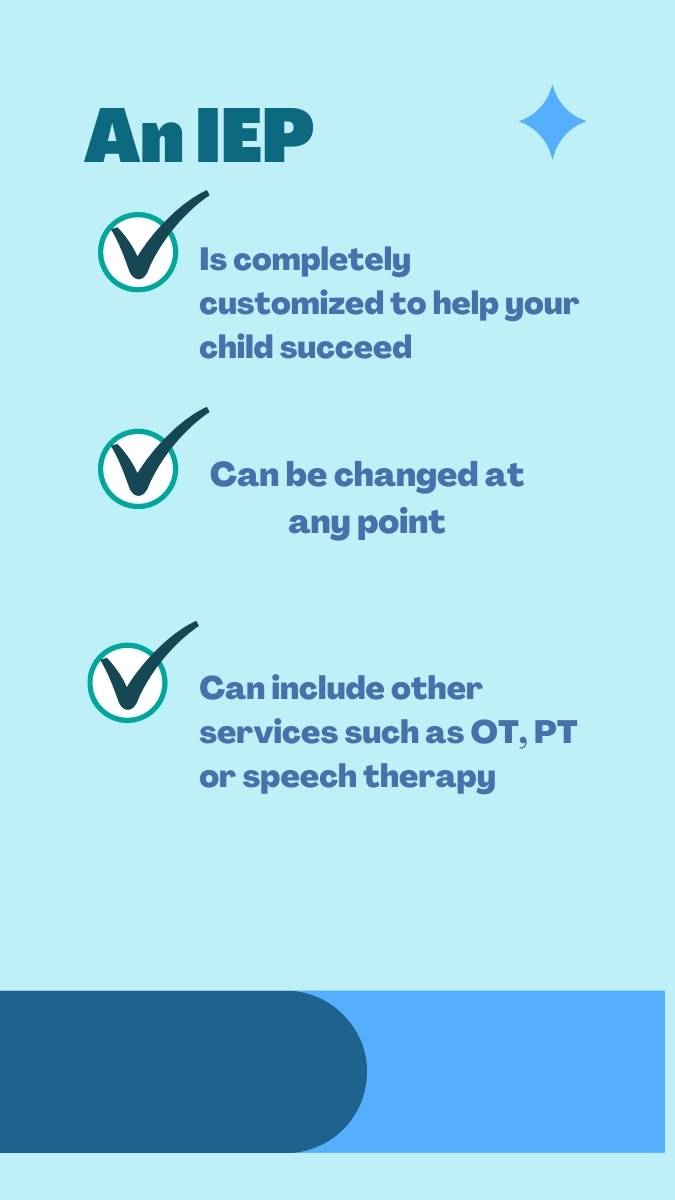 An IEP
Is completely
customized to help your
child succeed
Can be changed at
any point
Can include other
services such as OT, PT
or speech therapy